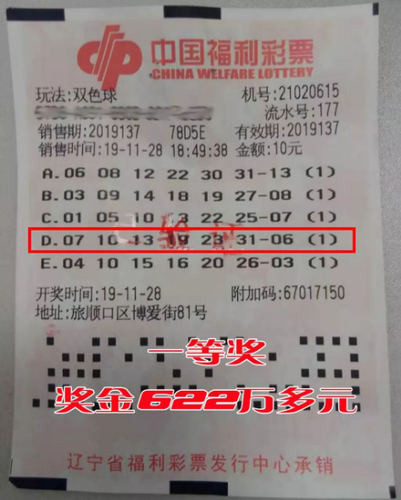 中国福利彩票
CHINA WELFARE LOTTERY
玩法:双色球 机号:21020615
流水号:177
销售期:2019137 78D5E 有效期:2019137
销售时间:19-11-28 18:49:38 金额:10元
A.06 08 12 22 30 31-13 (1)
B.03 09 14 18 19 27-08 (1)
C.01 05 10 13 22 25-07 (1)
D.07 10 13 19 23 31-06 (1)
E.04 10 15 16 20 26-03 (1)
开奖时间:19-11-28 附加码:67017150
地址:旅顺口区博爱街81号
一等奖
奖金622万多元
辽宁省福利彩票发行中心承销